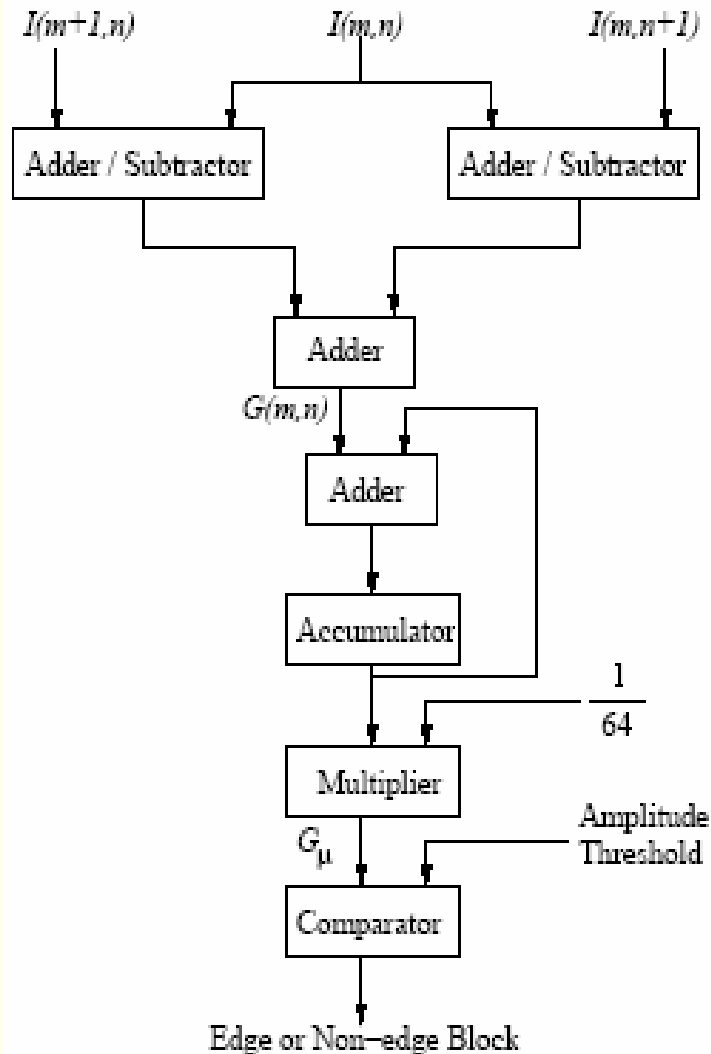 I(m+1,n) I(m,n) I(m,n+1)
Adder / Subtractor Adder / Subtractor
Adder
G(m,n)
Adder
Accumulator
1
64
Multiplier
Gμ
Amplitude
Threshold
Comparator
Edge or Non-edge Block